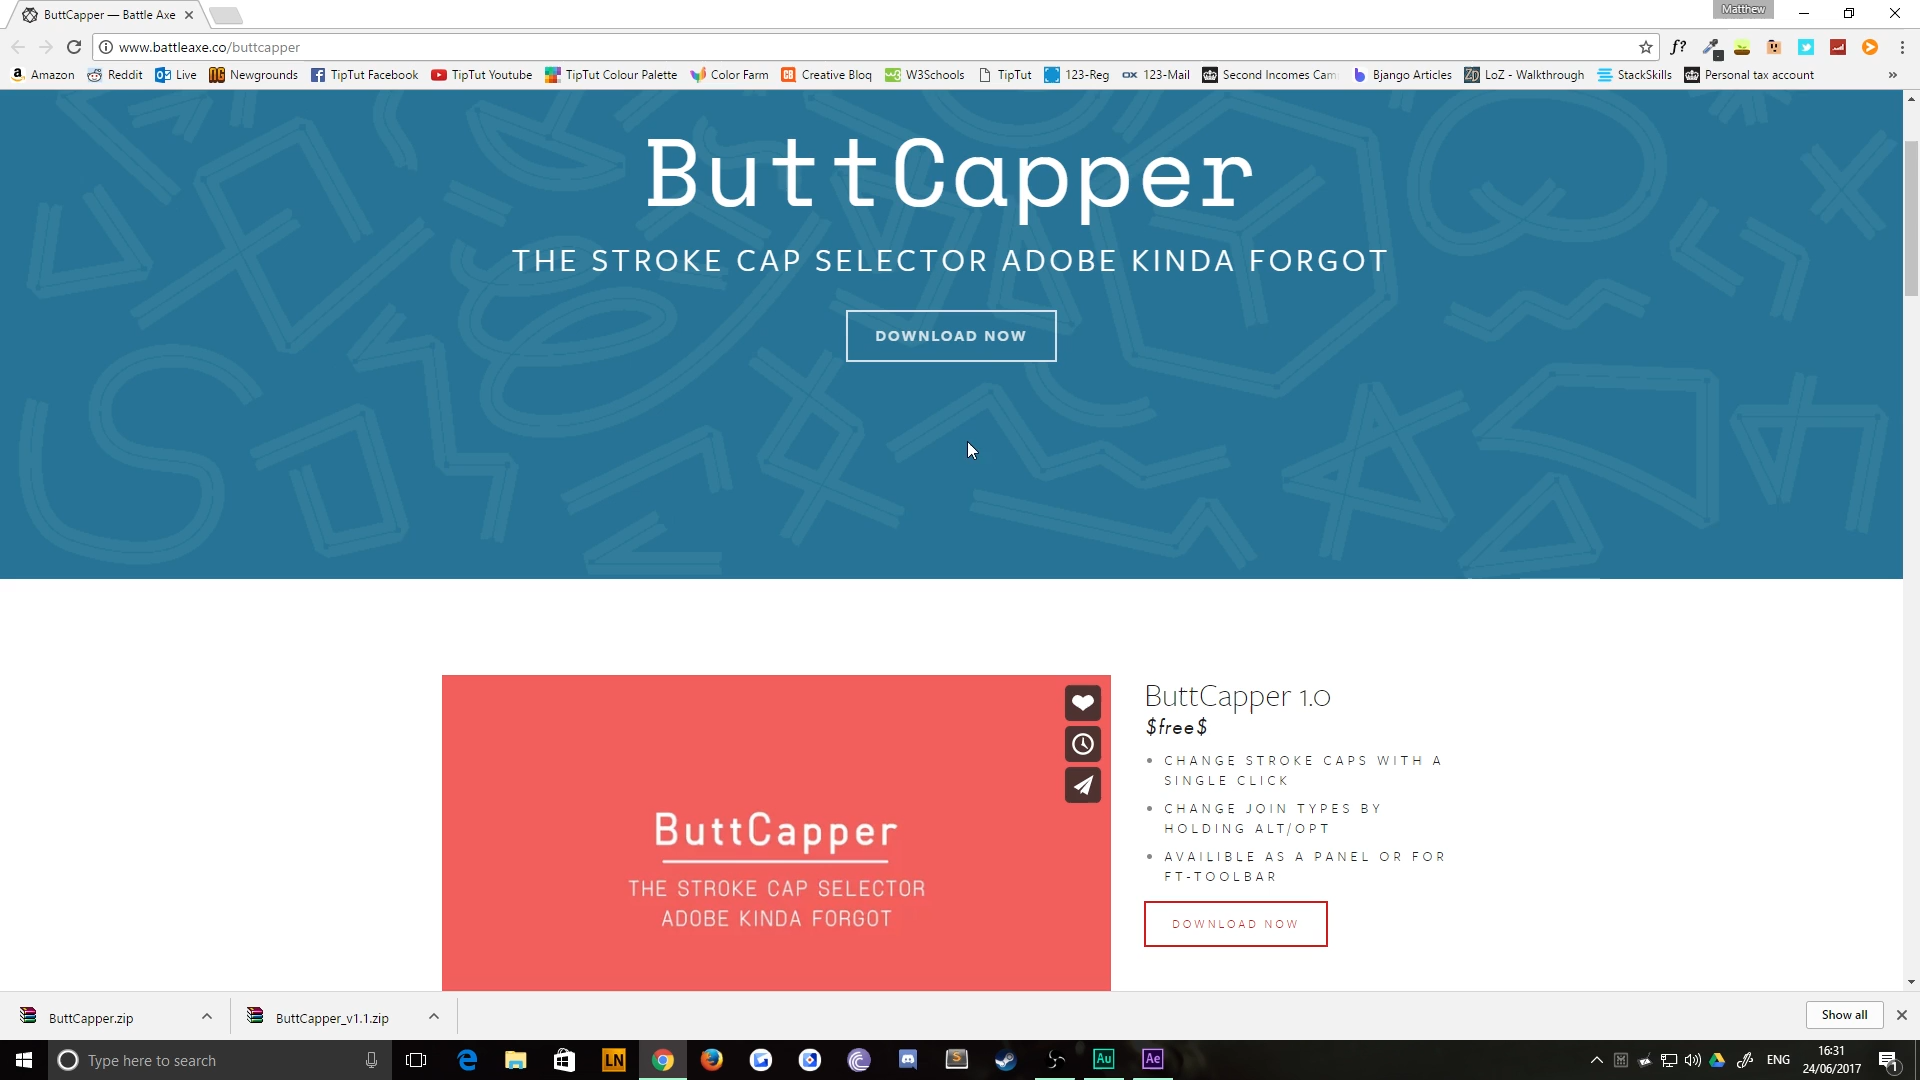 ButtCapper — Battle Axe
Matthew
www.battleaxe.co/buttcapper
f?
Amazon
Reddit
Live
Newgrounds
TipTut Facebook
TipTut Youtube
TipTut Colour Palette
Color Farm
Creative Bloq
W3Schools
TipTut
123-Reg
123-Mail
Second Incomes Cam
Bjango Articles
LoZ - Walkthrough
StackSkills
Personal tax account
»
ButtCapper
THE STROKE CAP SELECTOR ADOBE KINDA FORGOT
DOWNLOAD NOW
ButtCapper
THE STROKE CAP SELECTOR
ADOBE KINDA FORGOT
ButtCapper 1.0
$free$
CHANGE STROKE CAPS WITH A
SINGLE CLICK
CHANGE JOIN TYPES BY
HOLDING ALT/OPT
AVAILIBLE AS A PANEL OR FOR
FT-TOOLBAR
DOWNLOAD NOW
ButtCapper.zip
ButtCapper_v1.1.zip
Show all
Type here to search
LN
Au
Ae
ENG
16:31
24/06/2017
1